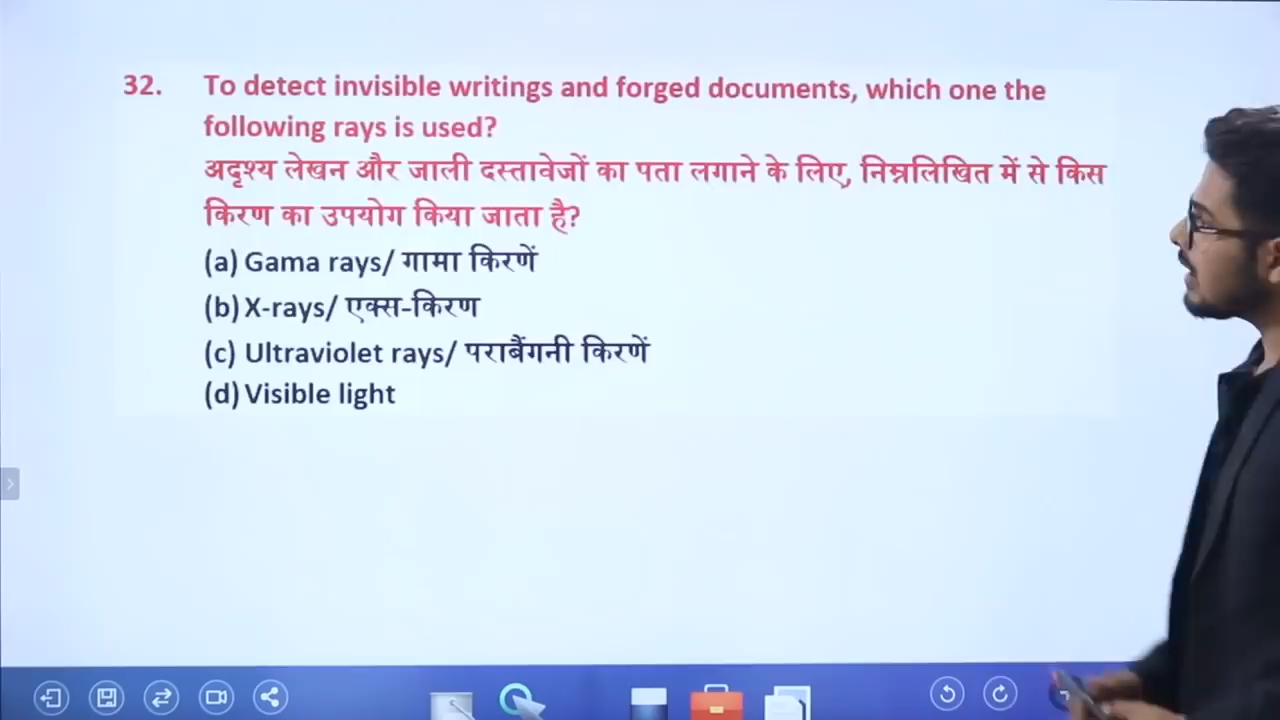 32. To detect invisible writings and forged documents, which one the
following rays is used?
अदृश्य लेखन और जाली दस्तावेजों का पता लगाने के लिए, निम्नलिखित में से किस
किरण का उपयोग किया जाता है?
(a) Gama rays/ गामा किरणें
(b) X-rays/ एक्स-किरण
(c) Ultraviolet rays/ पराबैंगनी किरणें
(d) Visible light